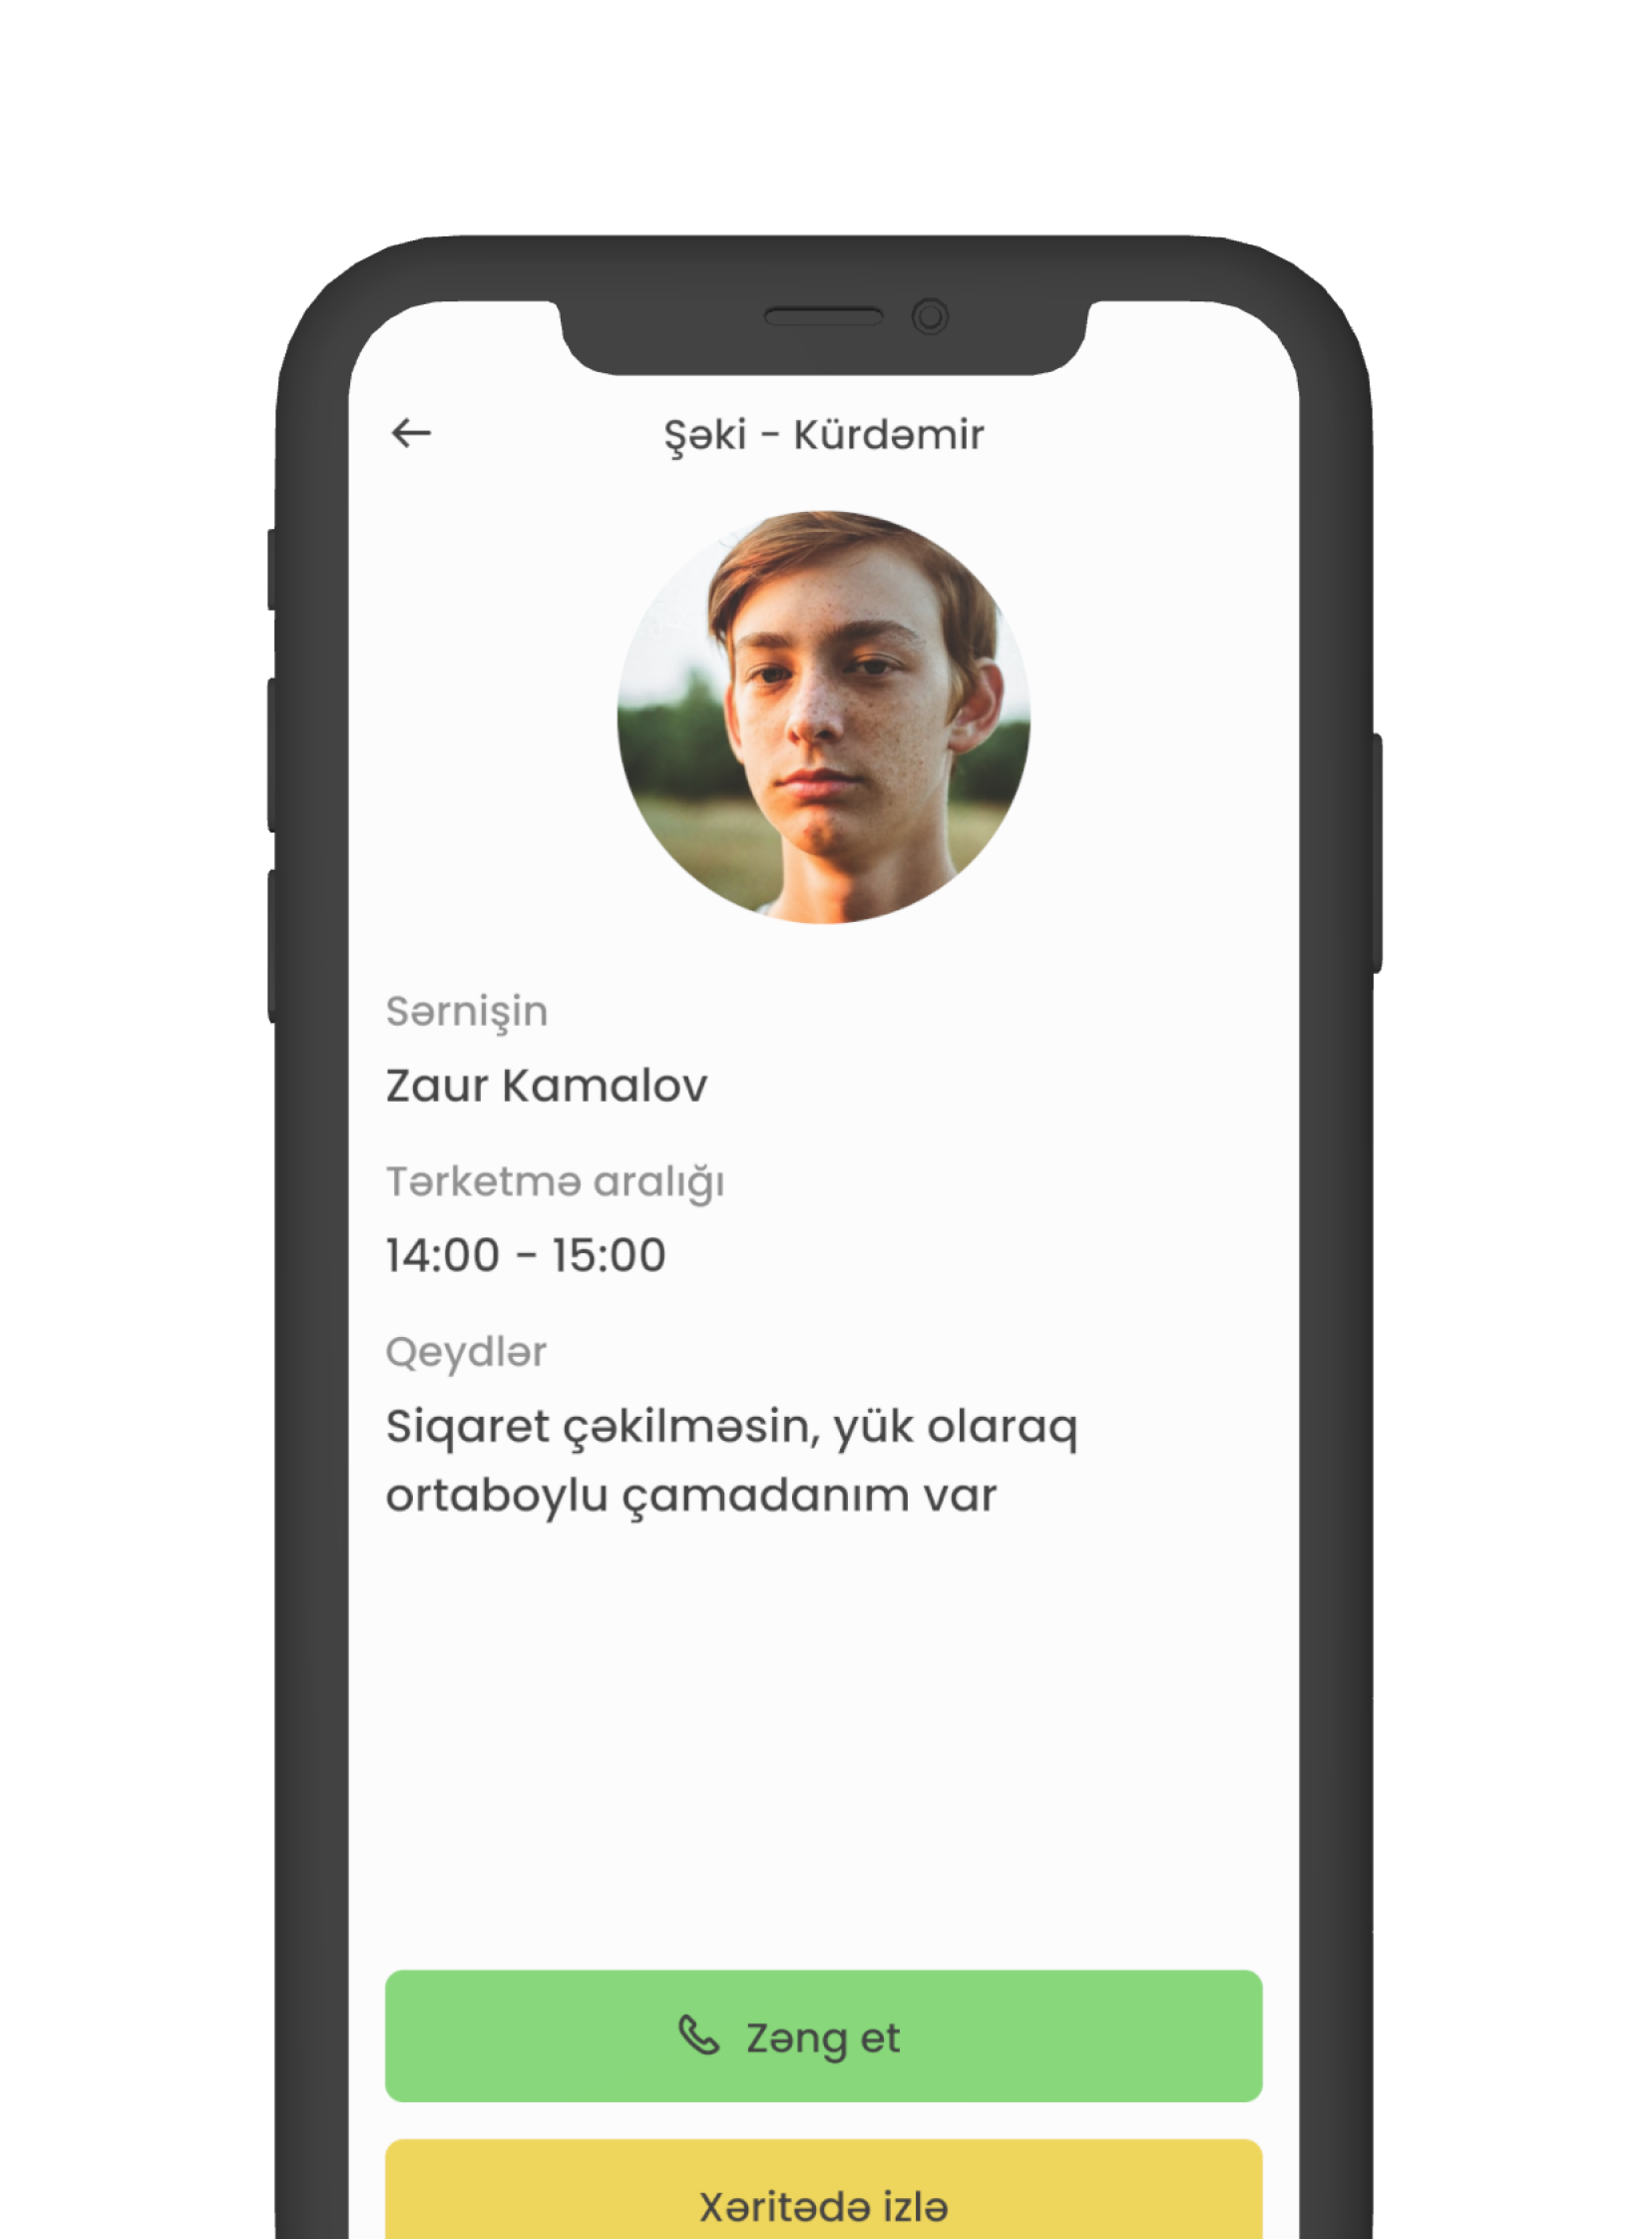 Şəki - Kürdəmir
Sərnişin
Zaur Kamalov
Tərketmə aralığı
14:00 - 15:00
Qeydlər
Siqaret çəkilməsin, yük olaraq
ortaboylu çamadanım var
Zəng et
Xəritədə izlə